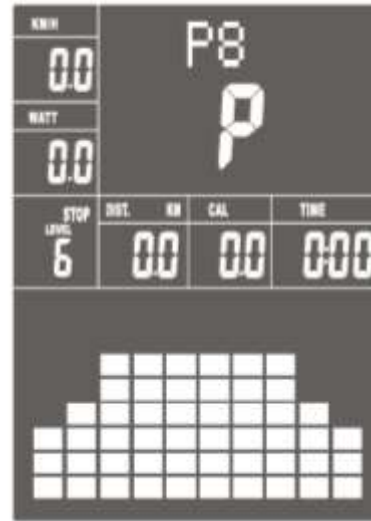 KM/H
0.0
P8
P
WATT
0.0
STOP
LEVEL
6
DIST. KM
0.0
CAL
0.0
TIME
0:00